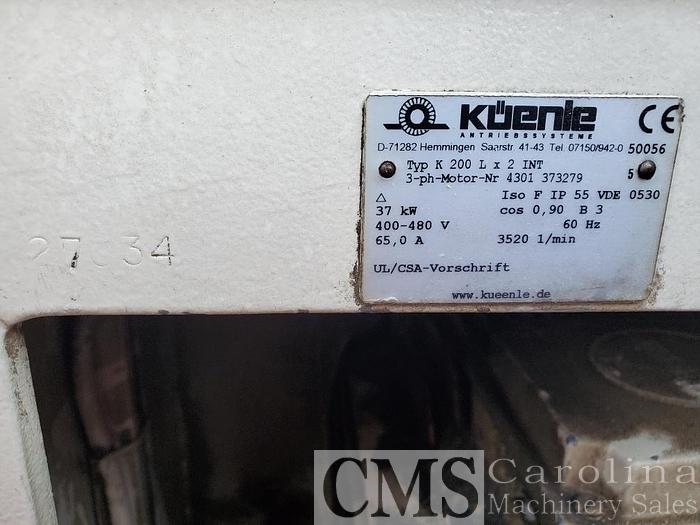 KÜENLE
ANTRIEBSSYSTEME
CE
D-71282 Hemmingen Saarstr. 41-43 Tel. 07150/942-0 50056
Typ K 200 L x 2 INT
3-ph-Motor-Nr 4301 373279 5
△ Iso F IP 55 VDE 0530
37 kW cos 0,90 B 3
400-480 V 60 Hz
65,0 A 3520 1/min
UL/CSA-Vorschrift
www.kueenle.de
CMS Carolina
Machinery Sales